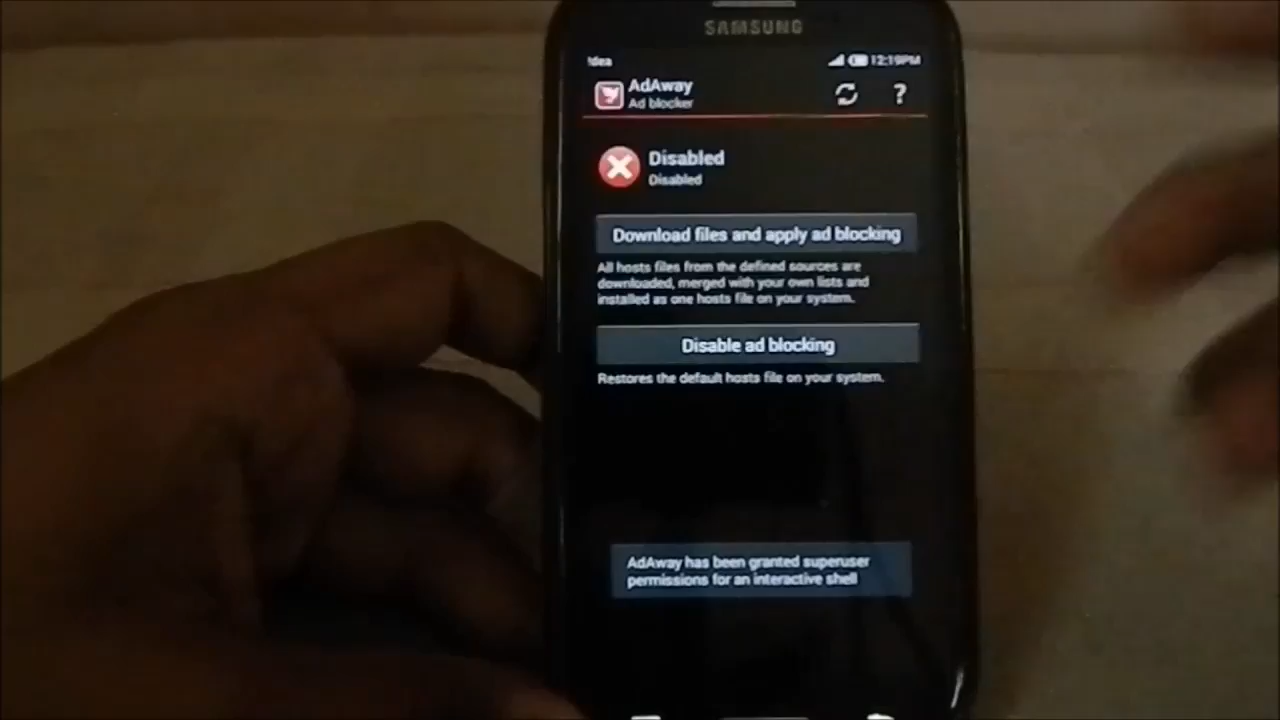 SAMSUNG
!dea
12:19PM
AdAway
Ad blocker
?
Disabled
Disabled
Download files and apply ad blocking
All hosts files from the defined sources are
downloaded, merged with your own lists and
installed as one hosts file on your system.
Disable ad blocking
Restores the default hosts file on your system.
AdAway has been granted superuser
permissions for an interactive shell